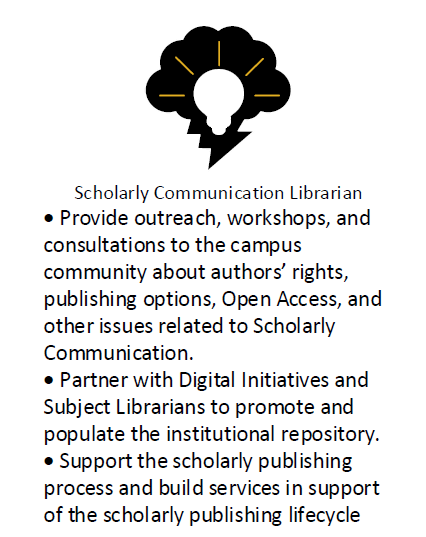 Scholarly Communication Librarian
• Provide outreach, workshops, and
consultations to the campus
community about authors’ rights,
publishing options, Open Access, and
other issues related to Scholarly
Communication.
• Partner with Digital Initiatives and
Subject Librarians to promote and
populate the institutional repository.
• Support the scholarly publishing
process and build services in support
of the scholarly publishing lifecycle